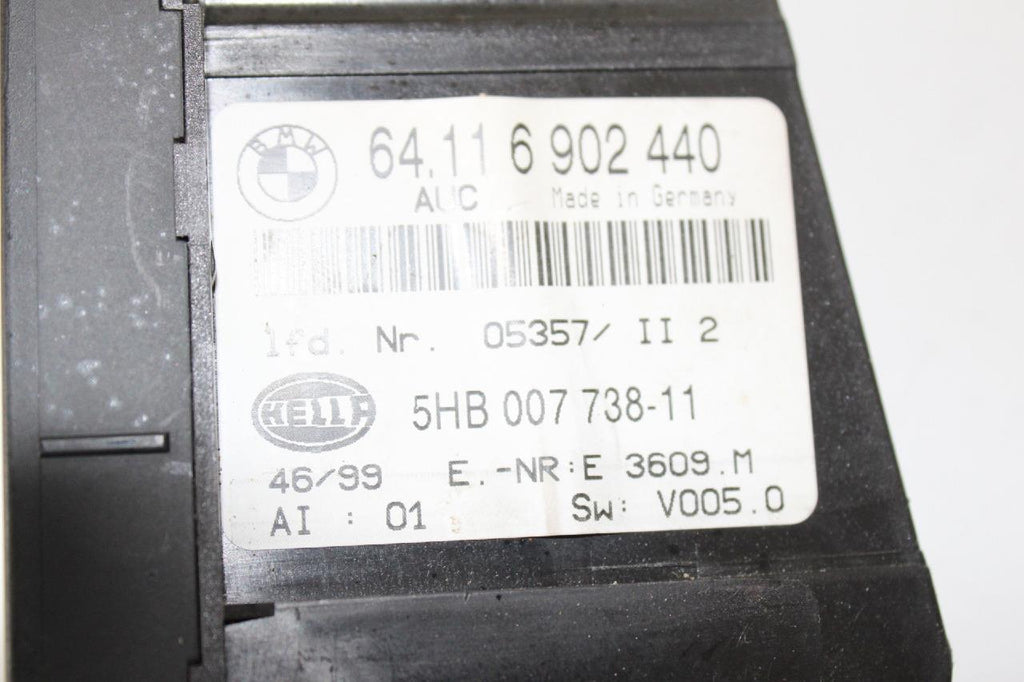 BMW
64.11 6 902 440
AUC Made in Germany
lfd. Nr. 05357/ II 2
HELLA
5HB 007 738-11
46/99 E.-NR:E 3609.M
AI : 01 Sw: V005.0